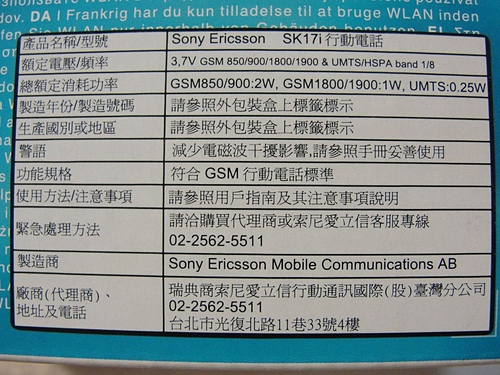 ознльзовать WLAN
dov. DA I Frankrig har du kun tilladelse til at bruge WLAN inden
產品名稱/型號 Sony Ericsson SK17i 行動電話
額定電壓/頻率 3,7V GSM 850/900/1800/1900 & UMTS/HSPA band 1/8
總額定消耗功率 GSM850/900:2W, GSM1800/1900:1W, UMTS:0.25W
製造年份/製造號碼 請參照外包裝盒上標籤標示
生產國別或地區 請參照外包裝盒上標籤標示
警語 減少電磁波干擾影響,請參照手冊妥善使用
功能規格 符合 GSM 行動電話標準
使用方法/注意事項 請參照用戶指南及其注意事項說明
緊急處理方法 請洽購買代理商或索尼愛立信客服專線
02-2562-5511
製造商 Sony Ericsson Mobile Communications AB
廠商(代理商)、 瑞典商索尼愛立信行動通訊國際(股)臺灣分公司
地址及電話 02-2562-5511
台北市光復北路11巷33號4樓